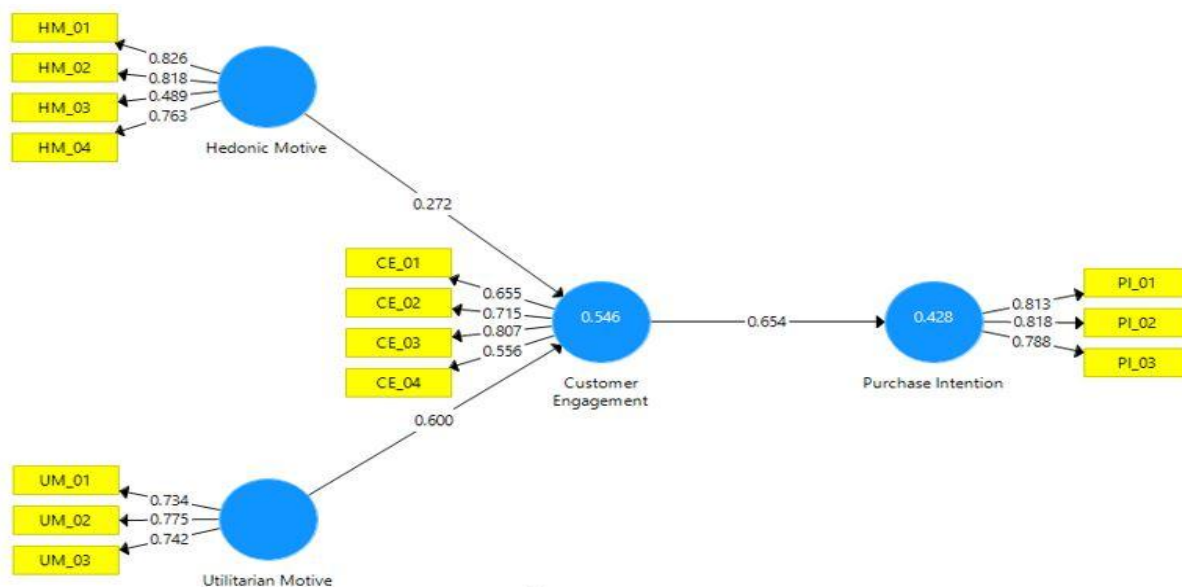 HM_01
HM_02
HM_03
HM_04
0.826
0.818
0.489
0.763
Hedonic Motive
0.272
CE_01
CE_02
CE_03
CE_04
0.655
0.715
0.807
0.556
0.546
Customer
Engagement
0.654
0.428
Purchase Intention
0.813
0.818
0.788
PI_01
PI_02
PI_03
0.600
UM_01
UM_02
UM_03
0.734
0.775
0.742
Utilitarian Motive